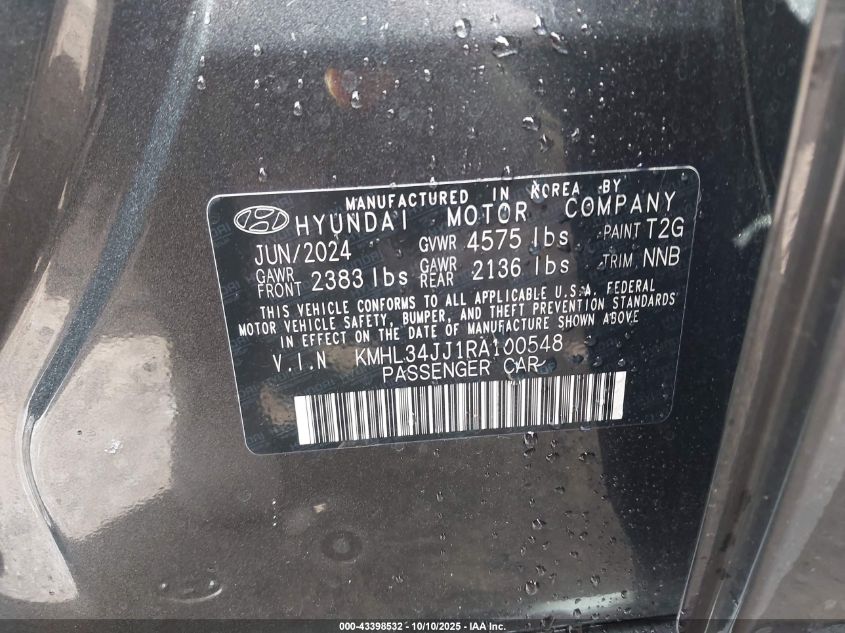 MANUFACTURED IN KOREA BY
HYUNDAI MOTOR COMPANY
JUN/2024 GVWR 4575 lbs PAINT T2G
GAWR FRONT 2383 lbs GAWR REAR 2136 lbs TRIM NNB
THIS VEHICLE CONFORMS TO ALL APPLICABLE U.S.A. FEDERAL
MOTOR VEHICLE SAFETY, BUMPER, AND THEFT PREVENTION STANDARDS
IN EFFECT ON THE DATE OF MANUFACTURE SHOWN ABOVE
V.I.N KMHL34JJ1RA100548
PASSENGER CAR
000-43398532 - 10/10/2025 - IAA Inc.